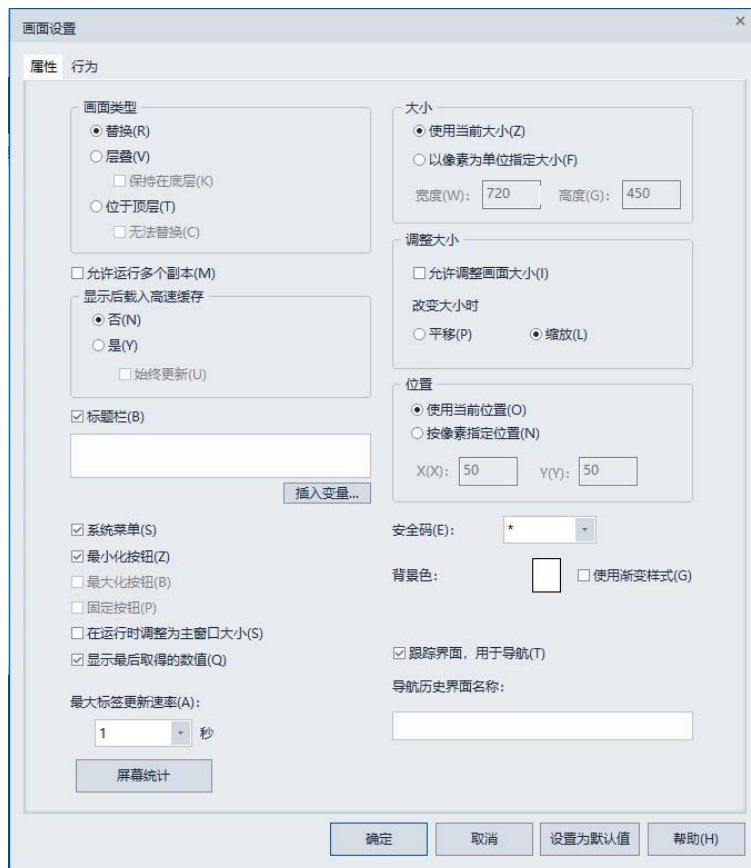 画面设置
属性 行为
画面类型
替换(R)
层叠(V)
保持在底层(K)
位于顶层(T)
无法替换(C)
允许运行多个副本(M)
显示后载入高速缓存
否(N)
是(Y)
始终更新(U)
标题栏(B)
插入变量...
系统菜单(S)
最小化按钮(Z)
最大化按钮(B)
固定按钮(P)
在运行时调整为主窗口大小(S)
显示最后取得的数值(Q)
最大标签更新速率(A):
1 秒
屏幕统计
大小
使用当前大小(Z)
以像素为单位指定大小(F)
宽度(W): 720 高度(G): 450
调整大小
允许调整画面大小(I)
改变大小时
平移(P) 缩放(L)
位置
使用当前位置(O)
按像素指定位置(N)
X(X): 50 Y(Y): 50
安全码(E): *
背景色: 使用渐变样式(G)
跟踪界面，用于导航(T)
导航历史界面名称:
确定 取消 设置为默认值 帮助(H)